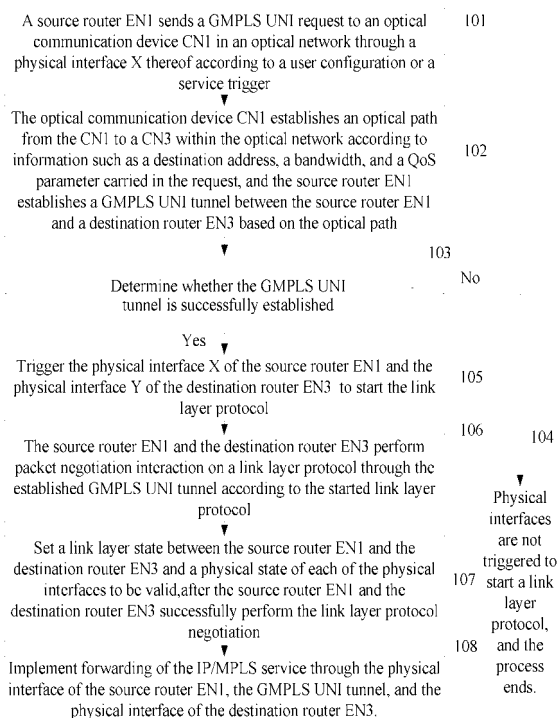 A source router EN1 sends a GMPLS UNI request to an optical
communication device CN1 in an optical network through a
physical interface X thereof according to a user configuration or a
service trigger
101
The optical communication device CN1 establishes an optical path
from the CN1 to a CN3 within the optical network according to
information such as a destination address, a bandwidth, and a QoS
parameter carried in the request, and the source router EN1
establishes a GMPLS UNI tunnel between the source router EN1
and a destination router EN3 based on the optical path
102
103
Determine whether the GMPLS UNI
tunnel is successfully established
No
Yes
Trigger the physical interface X of the source router EN1 and the
physical interface Y of the destination router EN3 to start the link
layer protocol
105
The source router EN1 and the destination router EN3 perform
packet negotiation interaction on a link layer protocol through the
established GMPLS UNI tunnel according to the started link layer
protocol
106
104
Physical
interfaces
are not
triggered to
start a link
layer
protocol,
and the
process
ends.
Set a link layer state between the source router EN1 and the
destination router EN3 and a physical state of each of the physical
interfaces to be valid,after the source router EN1 and the
destination router EN3 successfully perform the link layer protocol
negotiation
107
Implement forwarding of the IP/MPLS service through the physical
interface of the source router EN1, the GMPLS UNI tunnel, and the
physical interface of the destination router EN3.
108